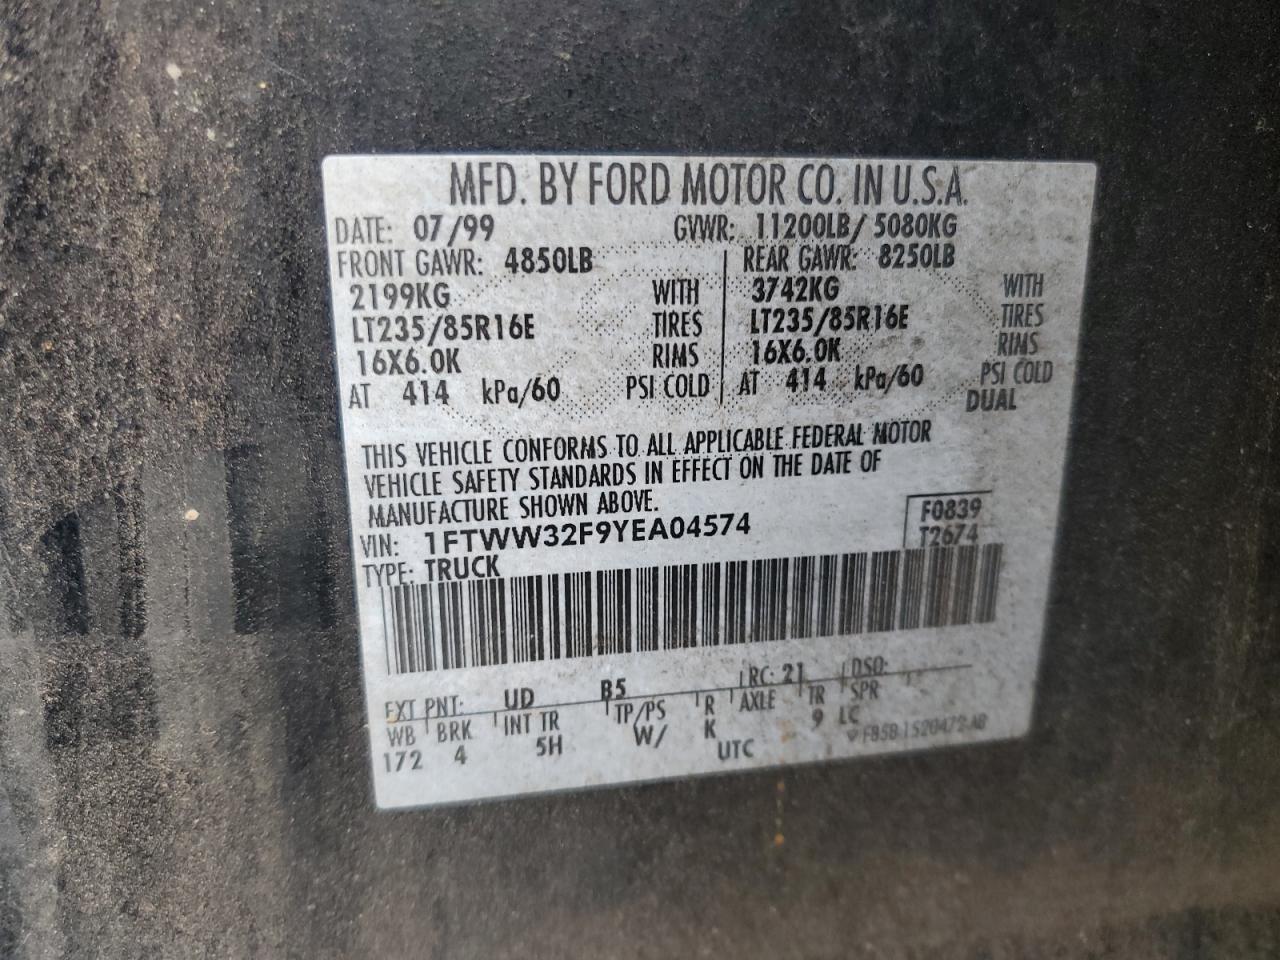 MFD. BY FORD MOTOR CO. IN U.S.A.
DATE: 07/99 GVWR: 11200LB/ 5080KG
FRONT GAWR: 4850LB REAR GAWR: 8250LB
2199KG WITH 3742KG WITH
LT235/85R16E TIRES LT235/85R16E TIRES
16X6.0K RIMS 16X6.0K RIMS
AT 414 kPa/60 PSI COLD AT 414 kPa/60 PSI COLD
DUAL
THIS VEHICLE CONFORMS TO ALL APPLICABLE FEDERAL MOTOR
VEHICLE SAFETY STANDARDS IN EFFECT ON THE DATE OF
MANUFACTURE SHOWN ABOVE.
F0839
VIN: 1FTWW32F9YEA04574
T2674
TYPE: TRUCK
EXT PNT: UD B5 RC: 21 DSO:
WB BRK INT TR TP/PS R AXLE TR SPR
172 4 5H W/ K UTC 9 LC
F85B 1520472 AB